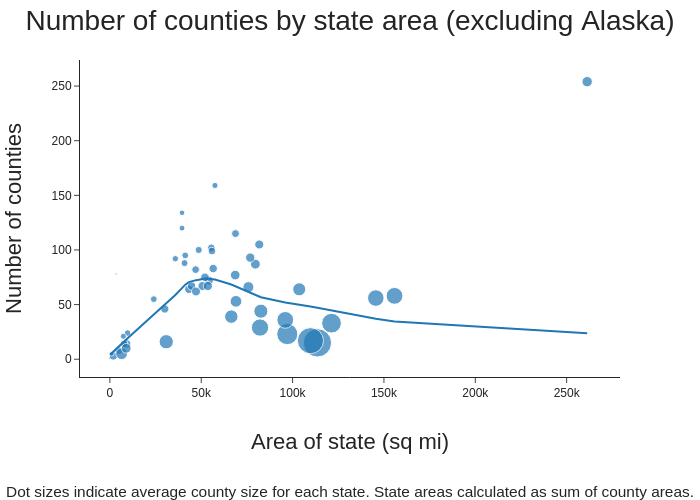 Number of counties by state area (excluding Alaska)
Number of counties
250
200
150
100
50
0
0 50k 100k 150k 200k 250k
Area of state (sq mi)
Dot sizes indicate average county size for each state. State areas calculated as sum of county areas.